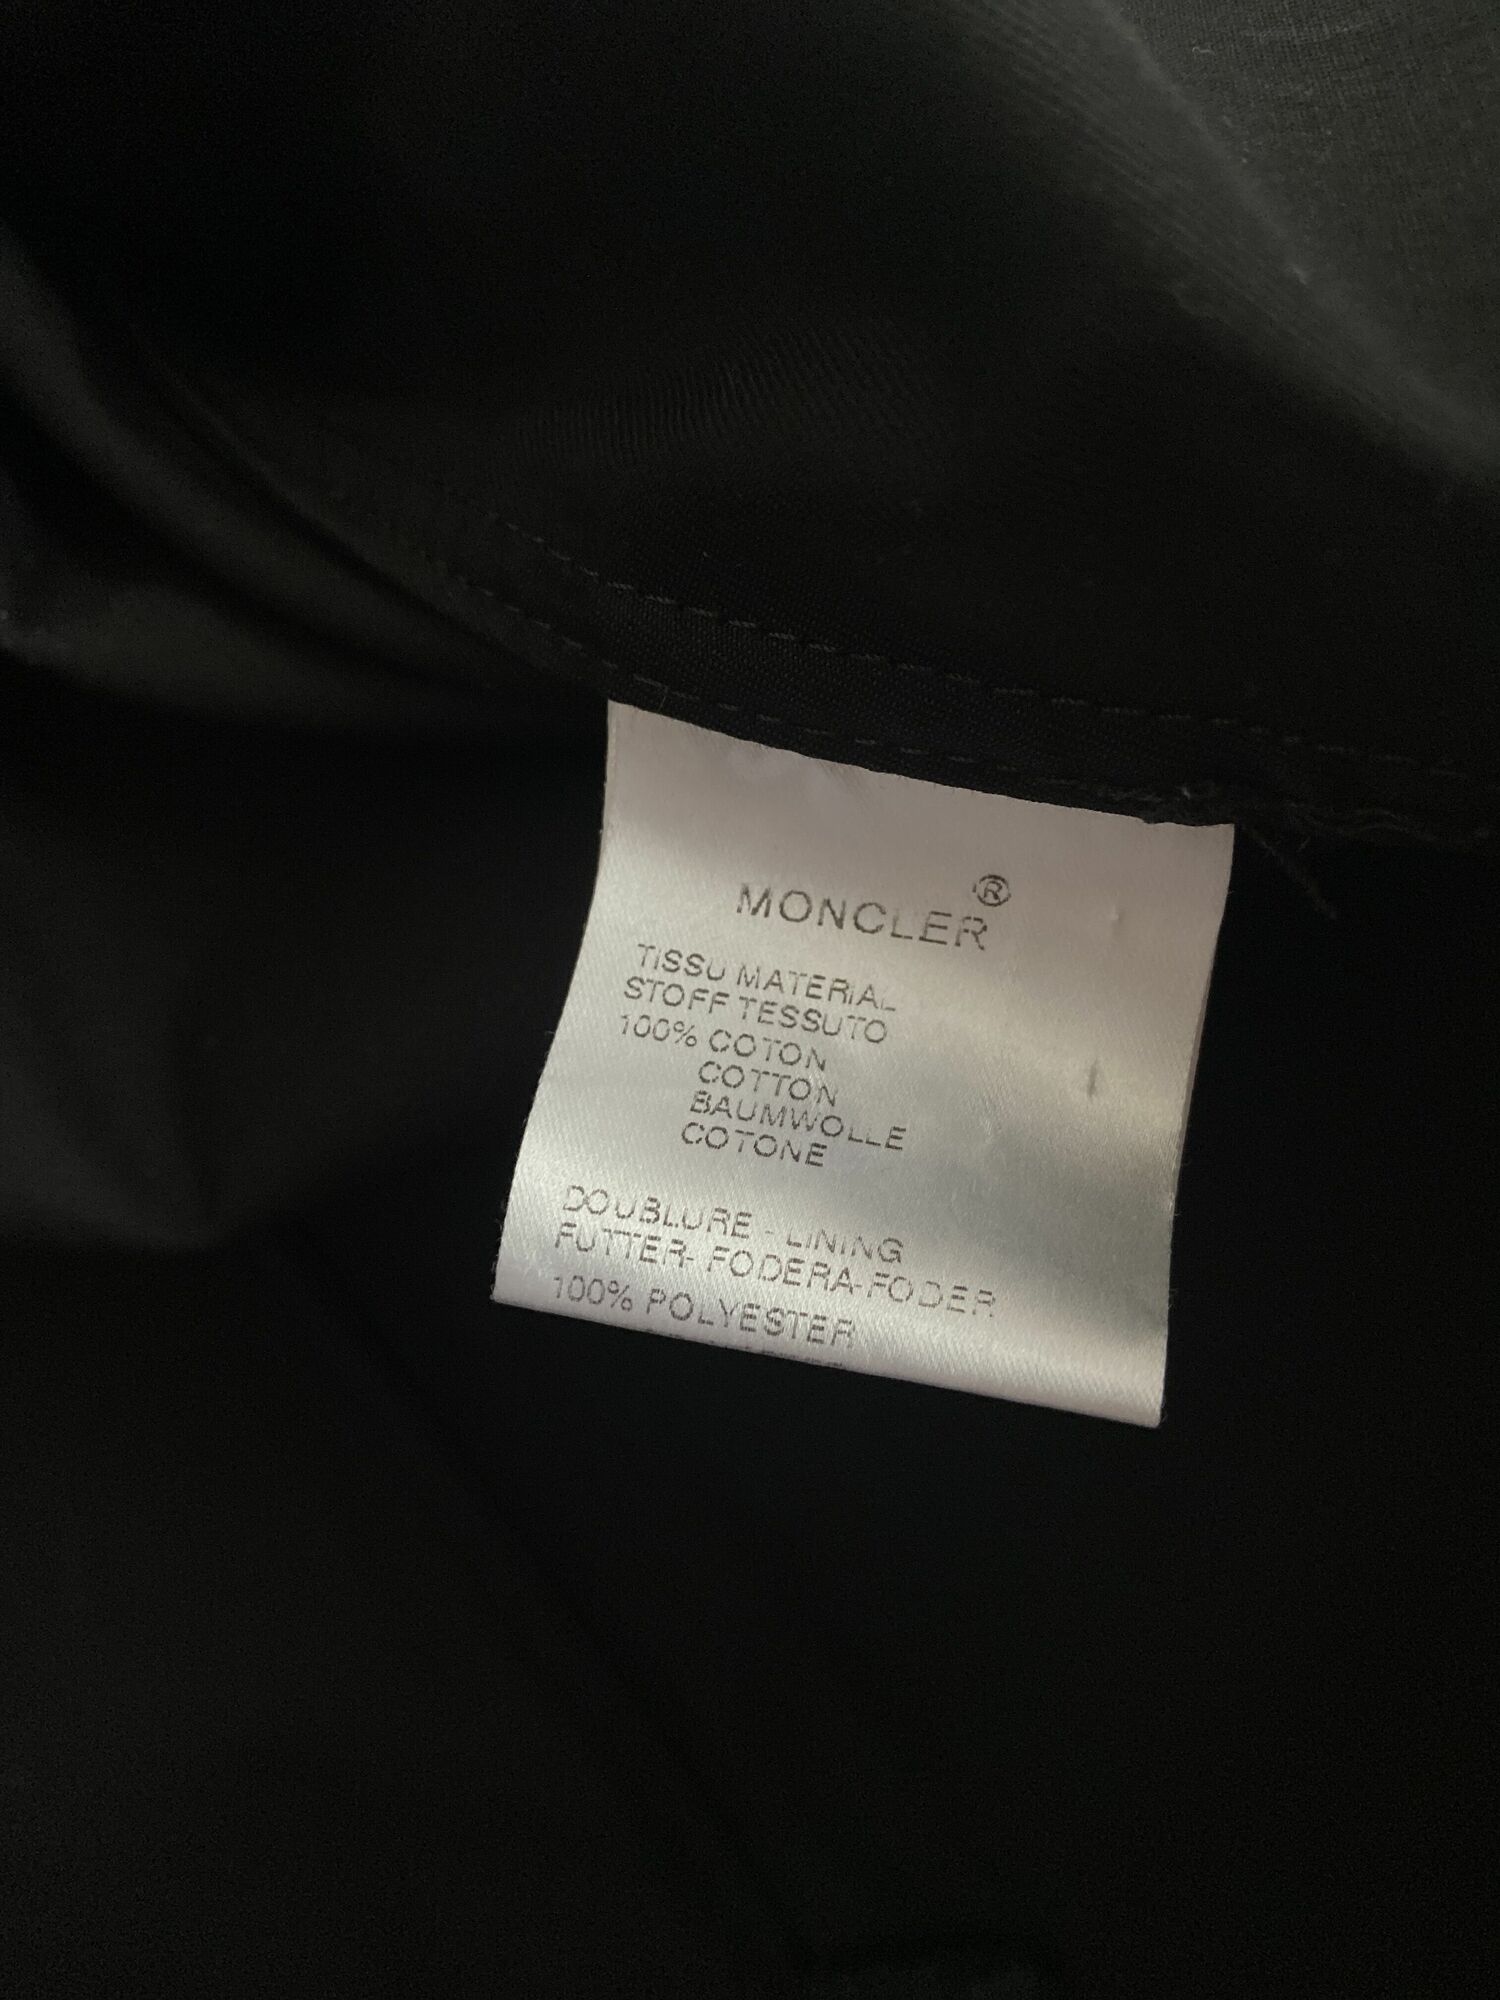 MONCLER®
TISSU MATERIAL
STOFF TESSUTO
100% COTON
COTTON
BAUMWOLLE
COTONE
DOUBLURE - LINING
FUTTER- FODERA-FODER
100% POLYESTER